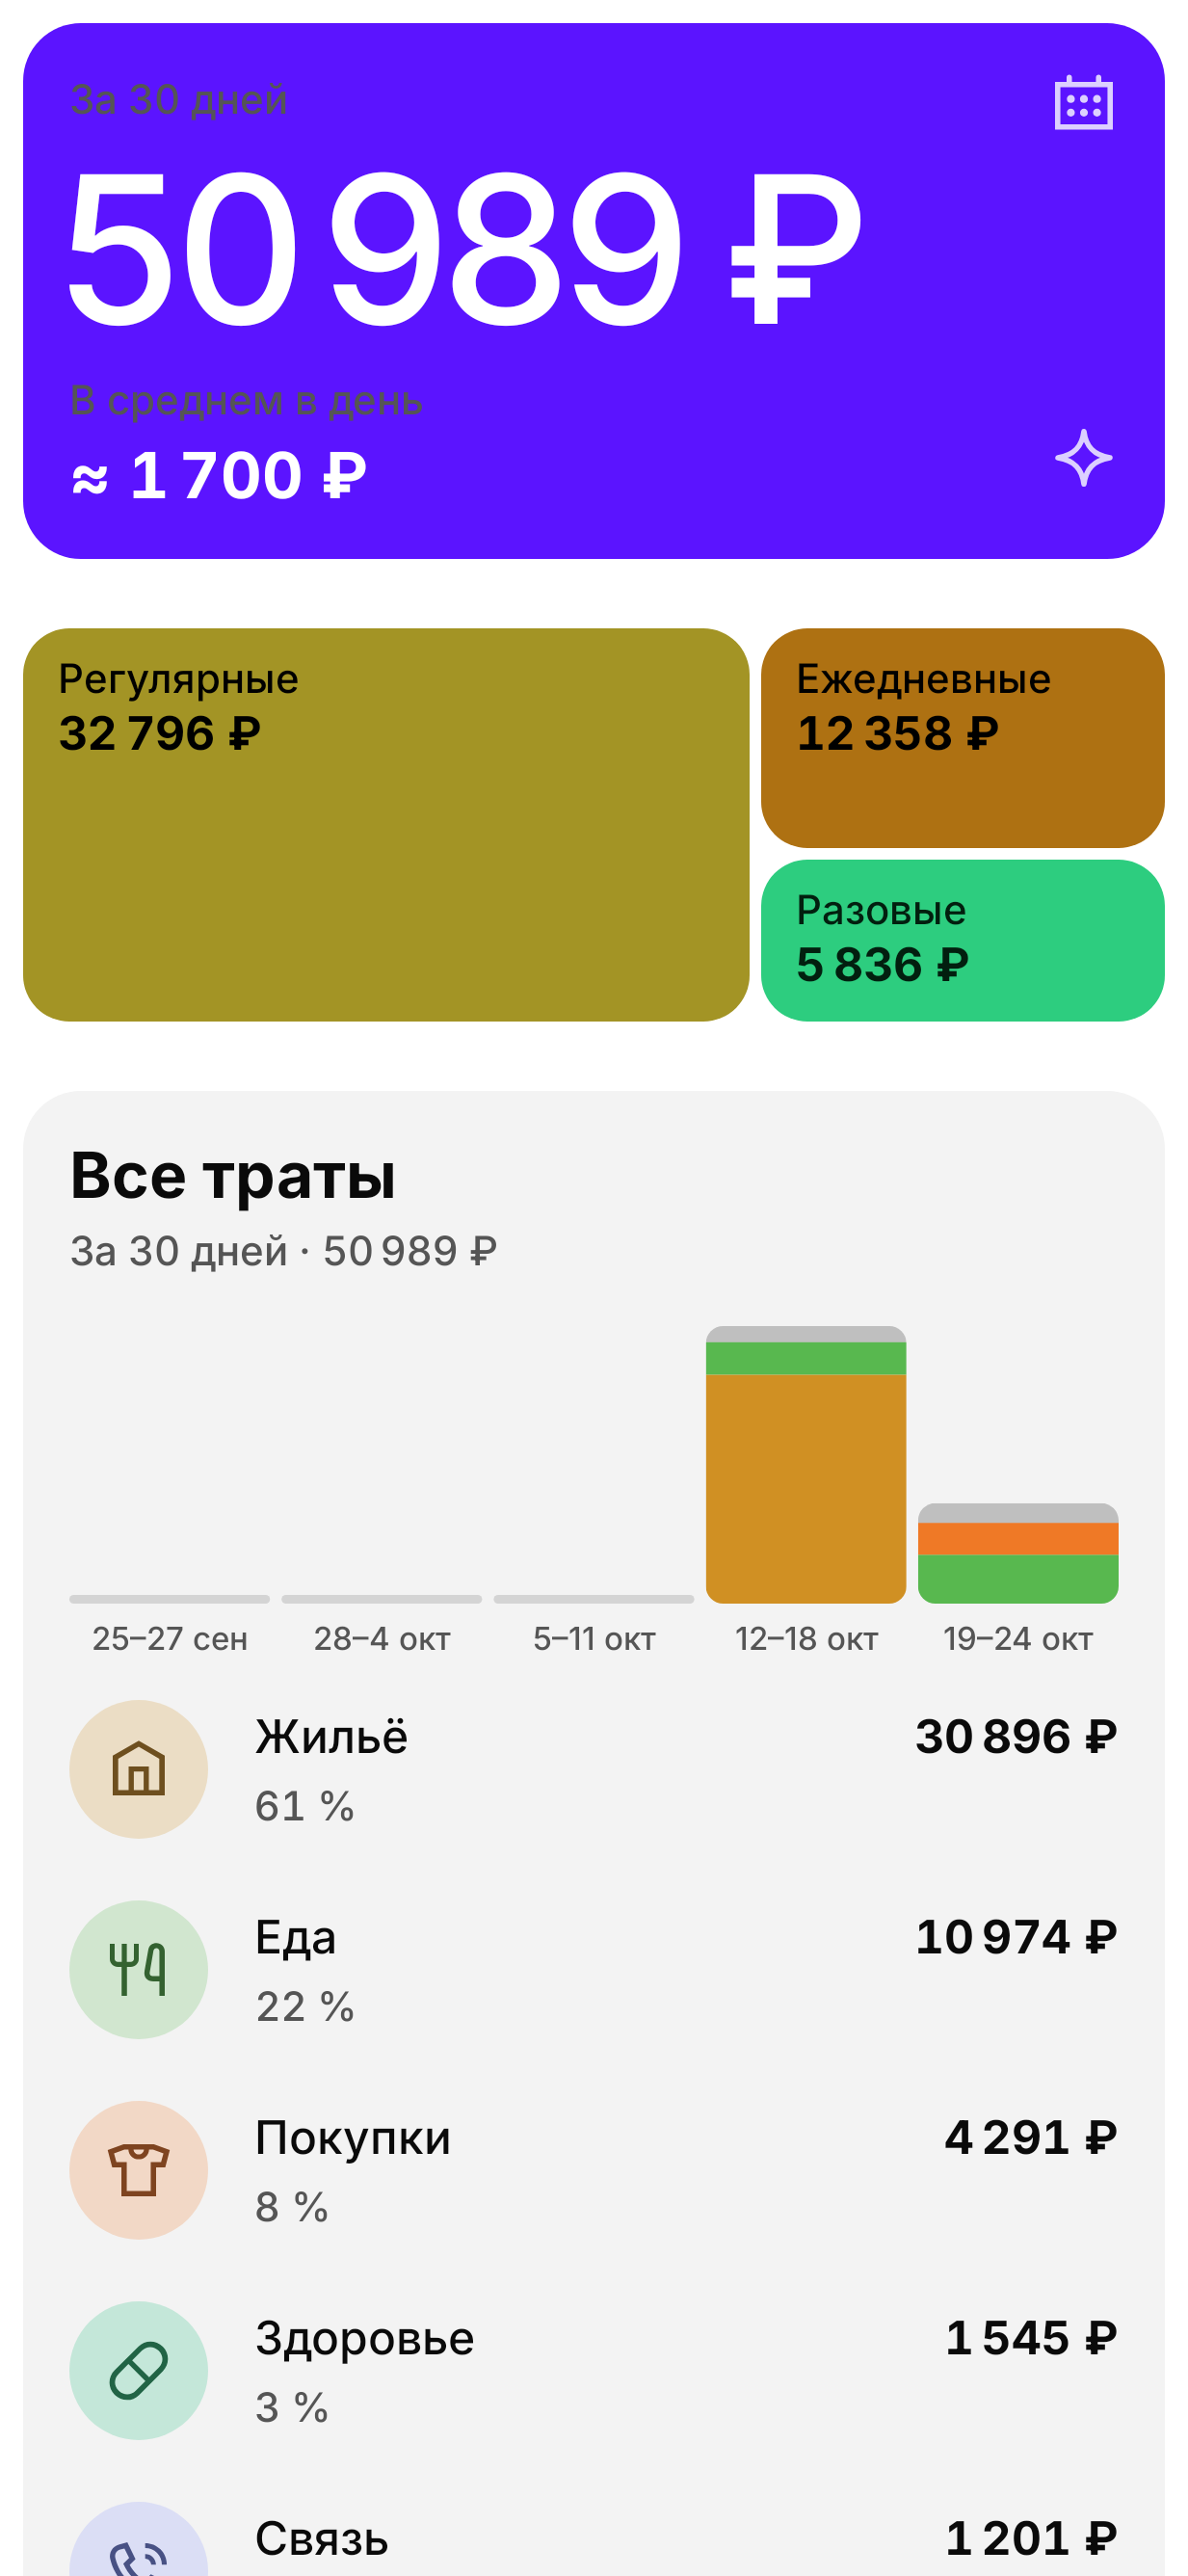 За 30 дней
50 989 ₽
В среднем в день
≈ 1 700 ₽
Регулярные
32 796 ₽
Ежедневные
12 358 ₽
Разовые
5 836 ₽
Все траты
За 30 дней · 50 989 ₽
25–27 сен
28–4 окт
5–11 окт
12–18 окт
19–24 окт
Жильё
30 896 ₽
61 %
Еда
10 974 ₽
22 %
Покупки
4 291 ₽
8 %
Здоровье
1 545 ₽
3 %
Связь
1 201 ₽